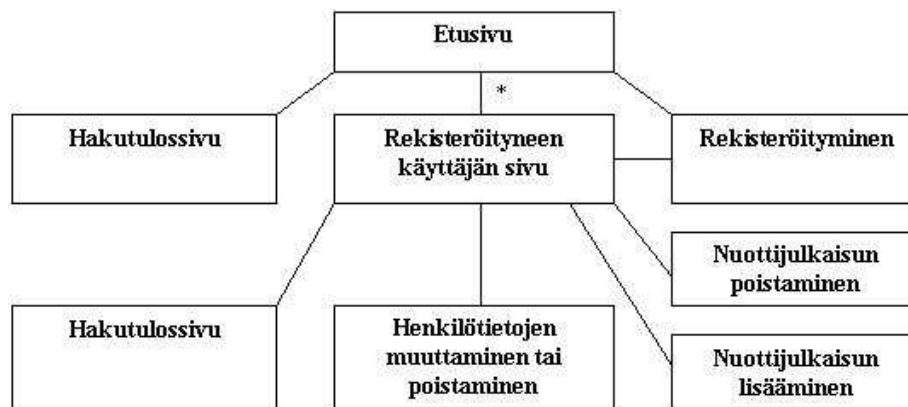 Etusivu
*
Hakutulossivu
Rekisteröityneen
käyttäjän sivu
Rekisteröityminen
Nuottijulkaisun
poistaminen
Hakutulossivu
Henkilötietojen
muuttaminen tai
poistaminen
Nuottijulkaisun
lisääminen